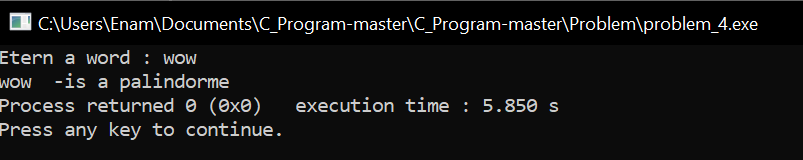 C:\Users\Enam\Documents\C_Program-master\C_Program-master\Problem\problem_4.exe
Etern a word : wow
wow  -is a palindorme
Process returned 0 (0x0)   execution time : 5.850 s
Press any key to continue.